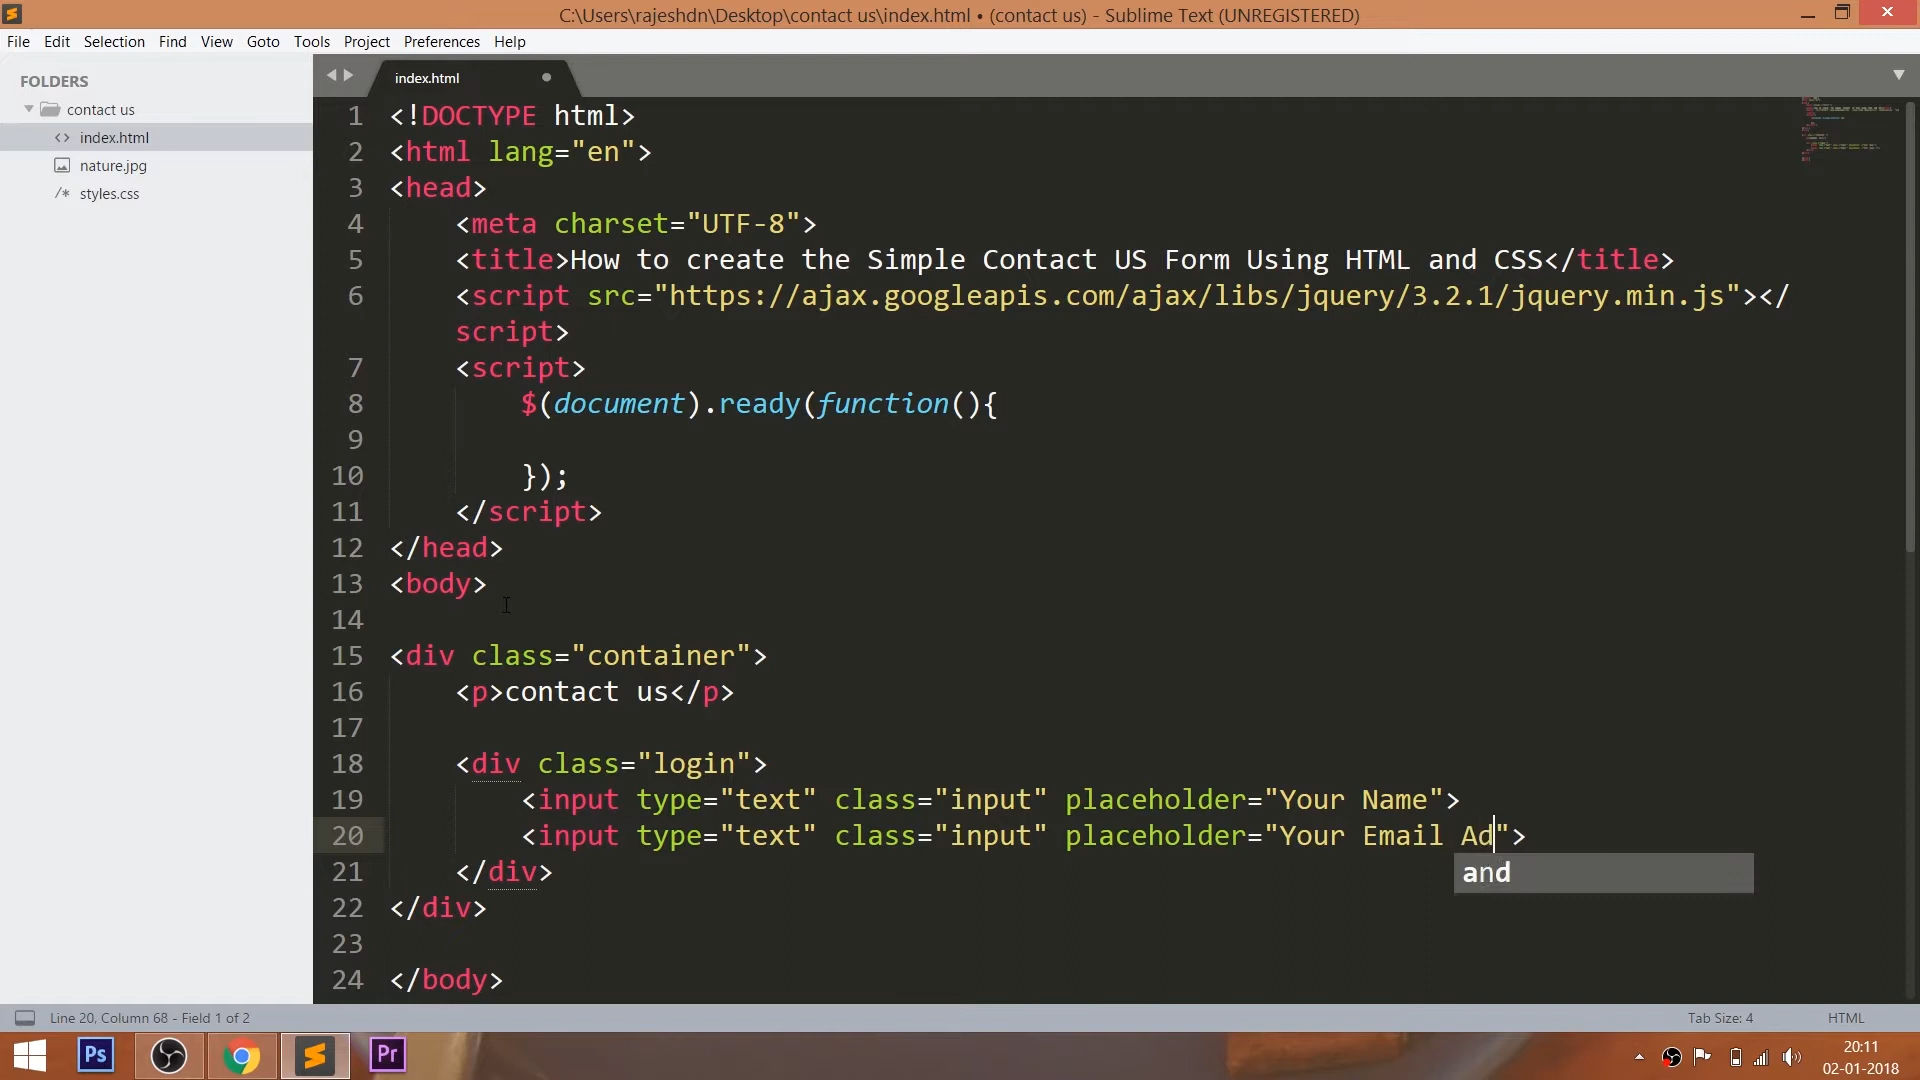 C:\Users\rajeshdn\Desktop\contact us\index.html • (contact us) - Sublime Text (UNREGISTERED)
File Edit Selection Find View Goto Tools Project Preferences Help
FOLDERS
contact us
index.html
nature.jpg
styles.css
index.html
1 <!DOCTYPE html>
2 <html lang="en">
3 <head>
4 <meta charset="UTF-8">
5 <title>How to create the Simple Contact US Form Using HTML and CSS</title>
6 <script src="https://ajax.googleapis.com/ajax/libs/jquery/3.2.1/jquery.min.js"></
script>
7 <script>
8 $(document).ready(function(){
9
10 });
11 </script>
12 </head>
13 <body>
14
15 <div class="container">
16 <p>contact us</p>
17
18 <div class="login">
19 <input type="text" class="input" placeholder="Your Name">
20 <input type="text" class="input" placeholder="Your Email Ad">
and
21 </div>
22 </div>
23
24 </body>
Line 20, Column 68 - Field 1 of 2
Tab Size: 4
HTML
Ps
Pr
20:11
02-01-2018